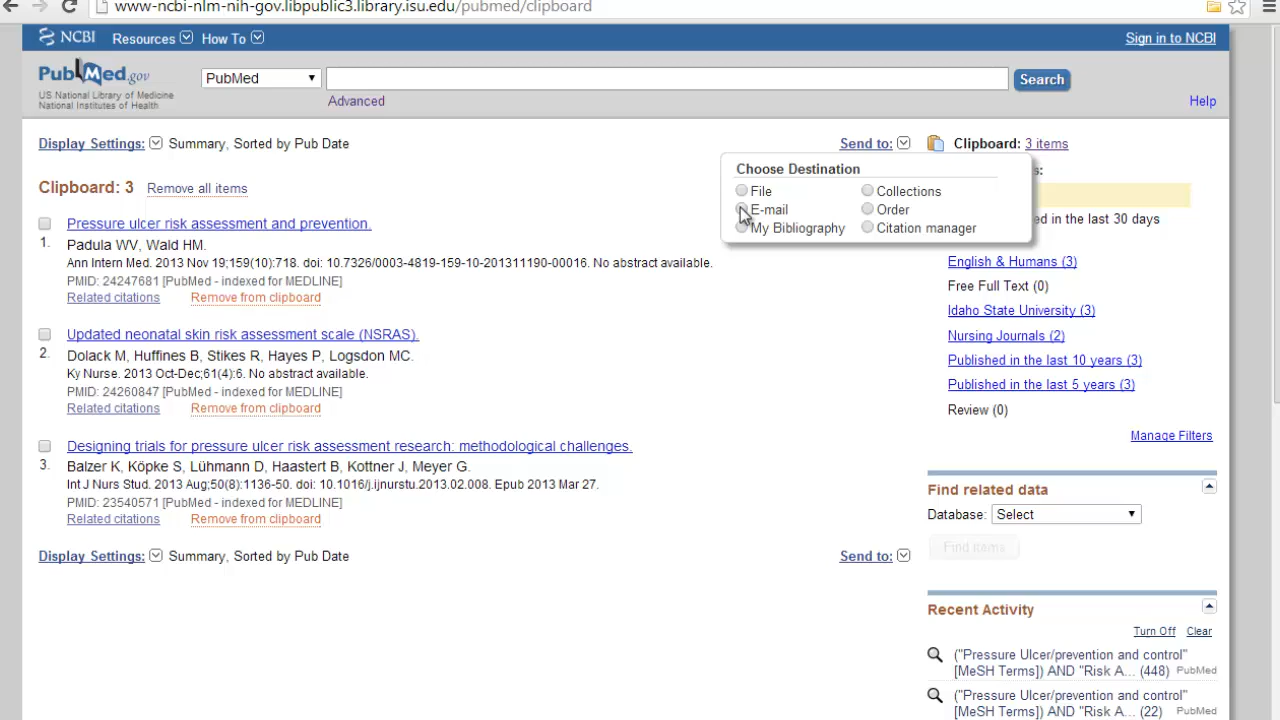 www-ncbi-nlm-nih-gov.libpublic3.library.isu.edu/pubmed/clipboard
NCBI Resources How To Sign in to NCBI
PubMed.gov
US National Library of Medicine
National Institutes of Health
PubMed
Search
Advanced
Help
Display Settings: Summary, Sorted by Pub Date
Send to:
Clipboard: 3 items
Choose Destination
File
Collections
E-mail
Order
My Bibliography
Citation manager
Clipboard: 3 Remove all items
Pressure ulcer risk assessment and prevention.
1. Padula WV, Wald HM.
Ann Intern Med. 2013 Nov 19;159(10):718. doi: 10.7326/0003-4819-159-10-201311190-00016. No abstract available.
PMID: 24247681 [PubMed - indexed for MEDLINE]
Related citations Remove from clipboard
Updated neonatal skin risk assessment scale (NSRAS).
2. Dolack M, Huffines B, Stikes R, Hayes P, Logsdon MC.
Ky Nurse. 2013 Oct-Dec;61(4):6. No abstract available.
PMID: 24260847 [PubMed - indexed for MEDLINE]
Related citations Remove from clipboard
Designing trials for pressure ulcer risk assessment research: methodological challenges.
3. Balzer K, Köpke S, Lühmann D, Haastert B, Kottner J, Meyer G.
Int J Nurs Stud. 2013 Aug;50(8):1136-50. doi: 10.1016/j.ijnurstu.2013.02.008. Epub 2013 Mar 27.
PMID: 23540571 [PubMed - indexed for MEDLINE]
Related citations Remove from clipboard
Display Settings: Summary, Sorted by Pub Date
Send to:
s:
ed in the last 30 days
English & Humans (3)
Free Full Text (0)
Idaho State University (3)
Nursing Journals (2)
Published in the last 10 years (3)
Published in the last 5 years (3)
Review (0)
Manage Filters
Find related data
Database: Select
Find items
Recent Activity
Turn Off Clear
("Pressure Ulcer/prevention and control"
[MeSH Terms]) AND "Risk A... (448) PubMed
("Pressure Ulcer/prevention and control"
[MeSH Terms]) AND "Risk A... (22) PubMed